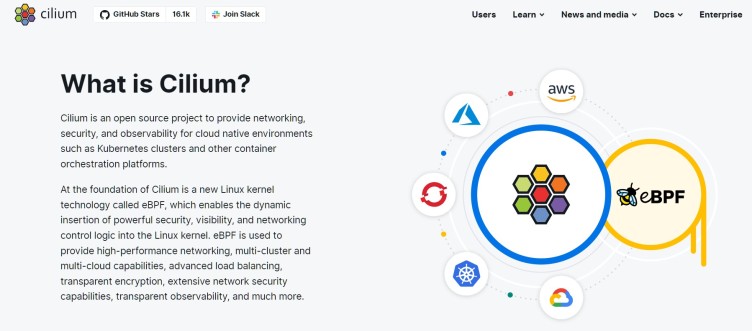 cilium
GitHub Stars 16.1k
Join Slack
Users Learn News and media Docs Enterprise
What is Cilium?
Cilium is an open source project to provide networking,
security, and observability for cloud native environments
such as Kubernetes clusters and other container
orchestration platforms.
At the foundation of Cilium is a new Linux kernel
technology called eBPF, which enables the dynamic
insertion of powerful security, visibility, and networking
control logic into the Linux kernel. eBPF is used to
provide high-performance networking, multi-cluster and
multi-cloud capabilities, advanced load balancing,
transparent encryption, extensive network security
capabilities, transparent observability, and much more.
aws
eBPF